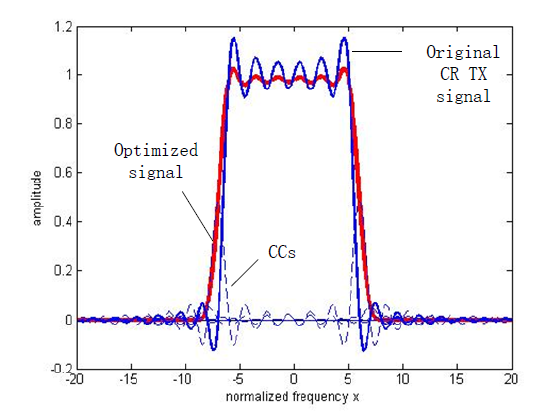 1.2
1
0.8
0.6
0.4
0.2
0
-0.2
-20
-15
-10
-5
0
5
10
15
20
amplitude
normalized frequency x
Original
CR TX
signal
Optimized
signal
CCs